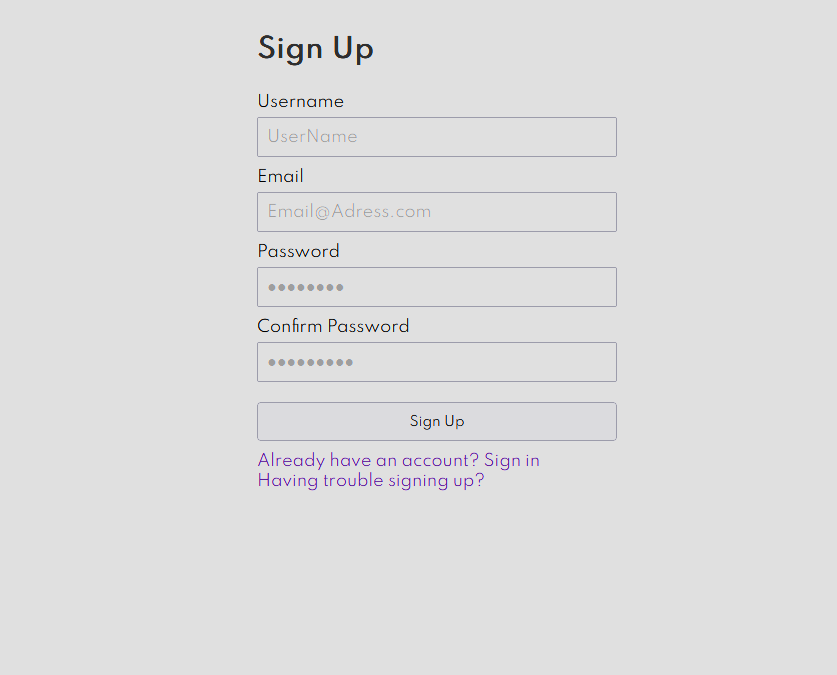 Sign Up
Username
UserName
Email
Email@Adress.com
Password
••••••••
Confirm Password
•••••••••
Sign Up
Already have an account? Sign in
Having trouble signing up?